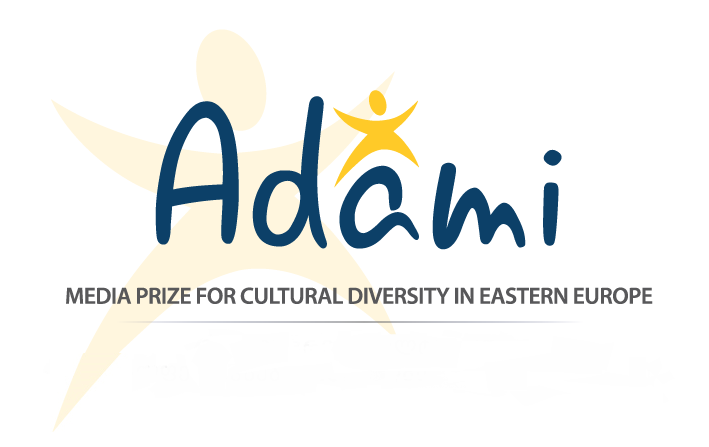 Adami
MEDIA PRIZE FOR CULTURAL DIVERSITY IN EASTERN EUROPE